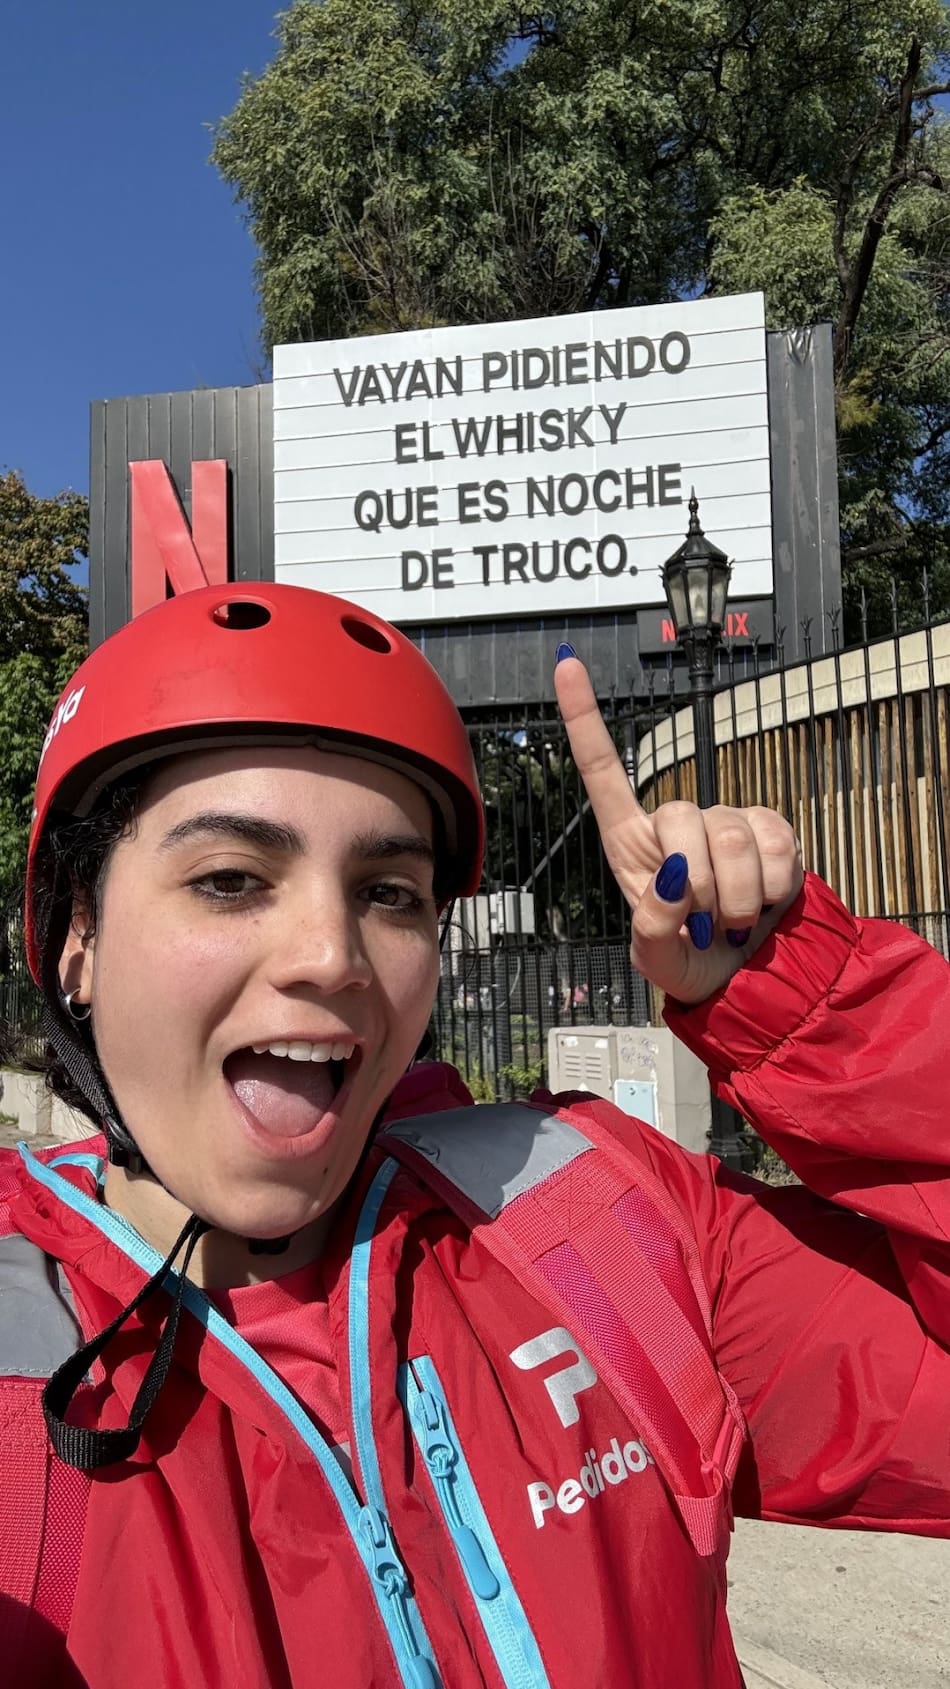 VAYAN PIDIENDO
EL WHISKY
QUE ES NOCHE
DE TRUCO.
N
Pedidos